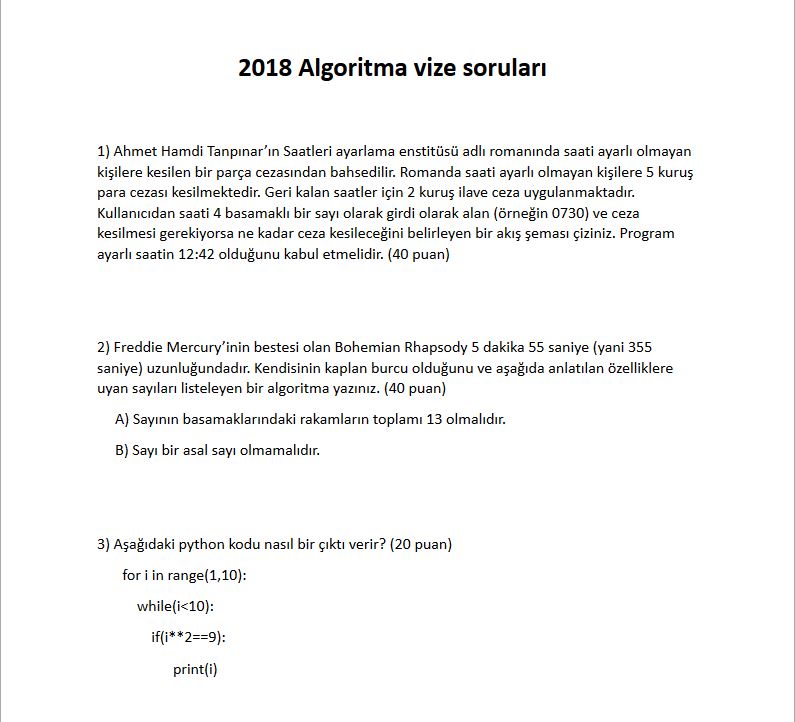 2018 Algoritma vize soruları
1) Ahmet Hamdi Tanpınar’ın Saatleri ayarlama enstitüsü adlı romanında saati ayarlı olmayan
kişilere kesilen bir parça cezasından bahsedilir. Romanda saati ayarlı olmayan kişilere 5 kuruş
para cezası kesilmektedir. Geri kalan saatler için 2 kuruş ilave ceza uygulanmaktadır.
Kullanıcıdan saati 4 basamaklı bir sayı olarak girdi olarak alan (örneğin 0730) ve ceza
kesilmesi gerekiyorsa ne kadar ceza kesileceğini belirleyen bir akış şeması çiziniz. Program
ayarlı saatin 12:42 olduğunu kabul etmelidir. (40 puan)
2) Freddie Mercury’inin bestesi olan Bohemian Rhapsody 5 dakika 55 saniye (yani 355
saniye) uzunluğundadır. Kendisinin kaplan burcu olduğunu ve aşağıda anlatılan özelliklere
uyan sayıları listeleyen bir algoritma yazınız. (40 puan)
A) Sayının basamaklarındaki rakamların toplamı 13 olmalıdır.
B) Sayı bir asal sayı olmamalıdır.
3) Aşağıdaki python kodu nasıl bir çıktı verir? (20 puan)
for i in range(1,10):
while(i<10):
if(i**2==9):
print(i)